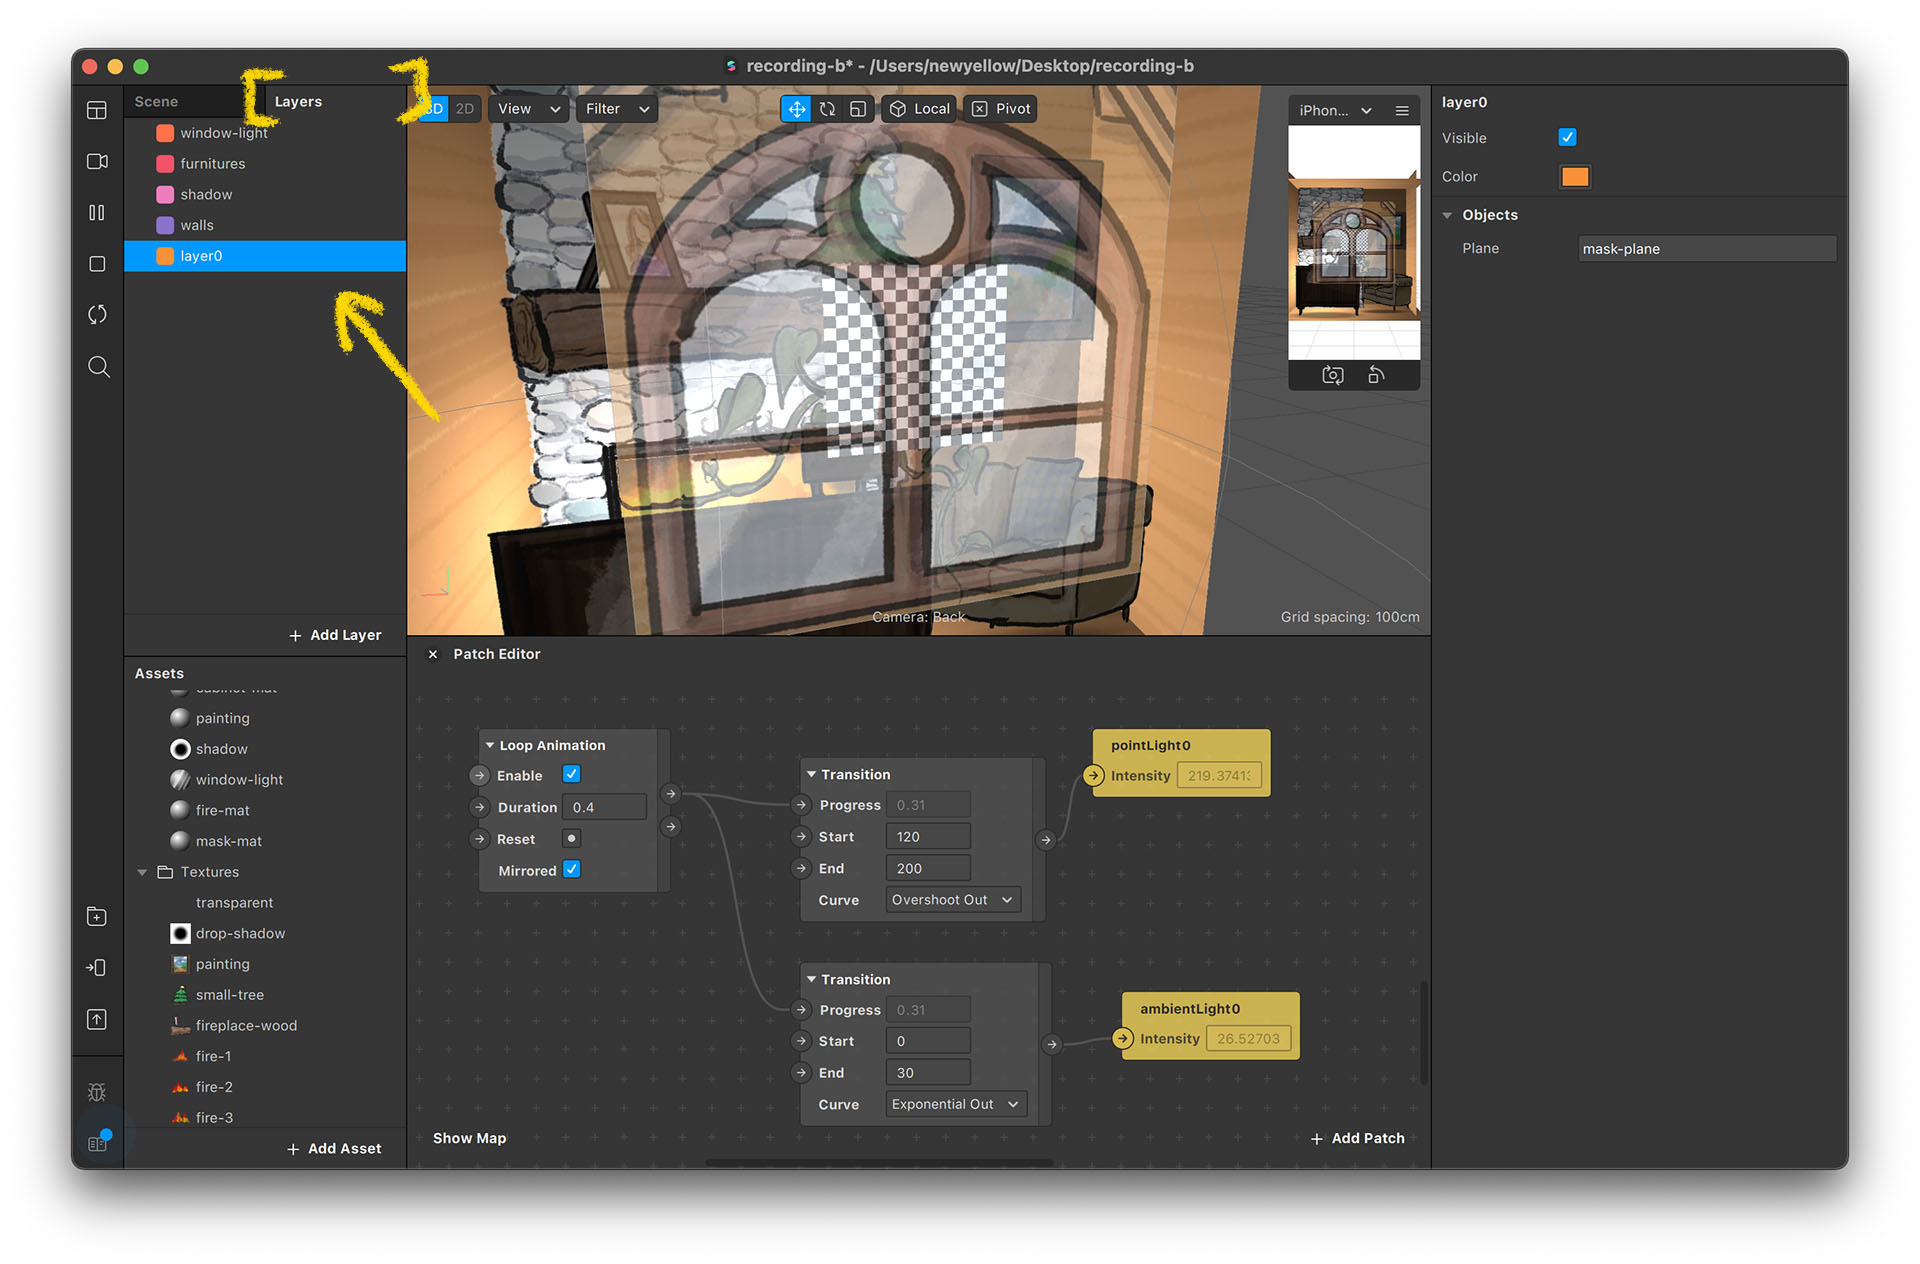 recording-b* - /Users/newyellow/Desktop/recording-b
Scene
Layers
window-light
furnitures
shadow
walls
layer0
Add Layer
2D
View
Filter
Local
Pivot
Camera: Back
Grid spacing: 100cm
iPhon...
layer0
Visible
Color
Objects
Plane mask-plane
Assets
cabinet-mat
painting
shadow
window-light
fire-mat
mask-mat
Textures
transparent
drop-shadow
painting
small-tree
fireplace-wood
fire-1
fire-2
fire-3
Add Asset
Patch Editor
Loop Animation
Enable
Duration 0.4
Reset
Mirrored
Transition
Progress 0.31
Start 120
End 200
Curve Overshoot Out
pointLight0
Intensity 219.3741
Transition
Progress 0.31
Start 0
End 30
Curve Exponential Out
ambientLight0
Intensity 26.52703
Show Map
Add Patch